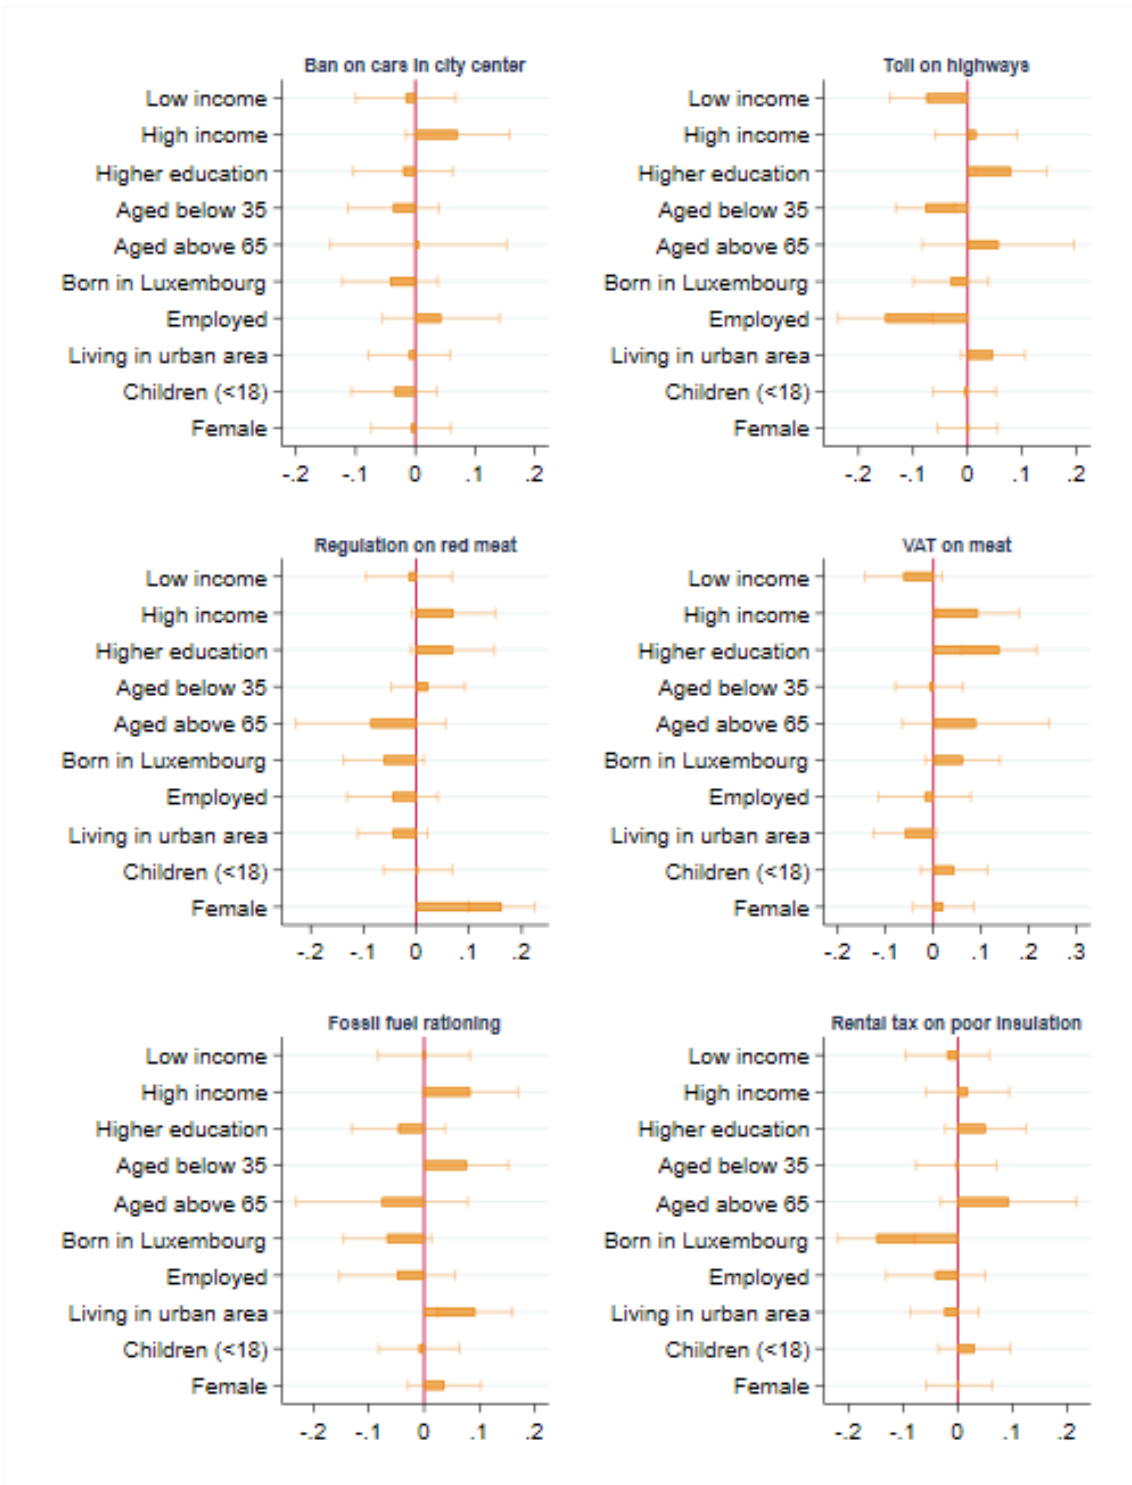 Ban on cars in city center
Low income
High income
Higher education
Aged below 35
Aged above 65
Born in Luxembourg
Employed
Living in urban area
Children (<18)
Female
-.2 -.1 0 .1 .2
Toll on highways
Low income
High income
Higher education
Aged below 35
Aged above 65
Born in Luxembourg
Employed
Living in urban area
Children (<18)
Female
-.2 -.1 0 .1 .2
Regulation on red meat
Low income
High income
Higher education
Aged below 35
Aged above 65
Born in Luxembourg
Employed
Living in urban area
Children (<18)
Female
-.2 -.1 0 .1 .2
VAT on meat
Low income
High income
Higher education
Aged below 35
Aged above 65
Born in Luxembourg
Employed
Living in urban area
Children (<18)
Female
-.2 -.1 0 .1 .2 .3
Fossil fuel rationing
Low income
High income
Higher education
Aged below 35
Aged above 65
Born in Luxembourg
Employed
Living in urban area
Children (<18)
Female
-.2 -.1 0 .1 .2
Rental tax on poor insulation
Low income
High income
Higher education
Aged below 35
Aged above 65
Born in Luxembourg
Employed
Living in urban area
Children (<18)
Female
-.2 -.1 0 .1 .2